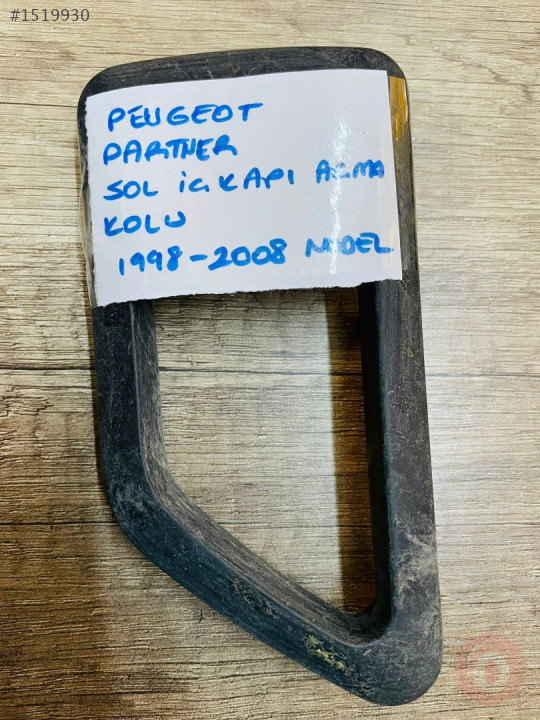 #1519930
PEUGEOT
PARTNER
SOL İÇ KAPI AÇMA
KOLU
1998-2008 MODEL